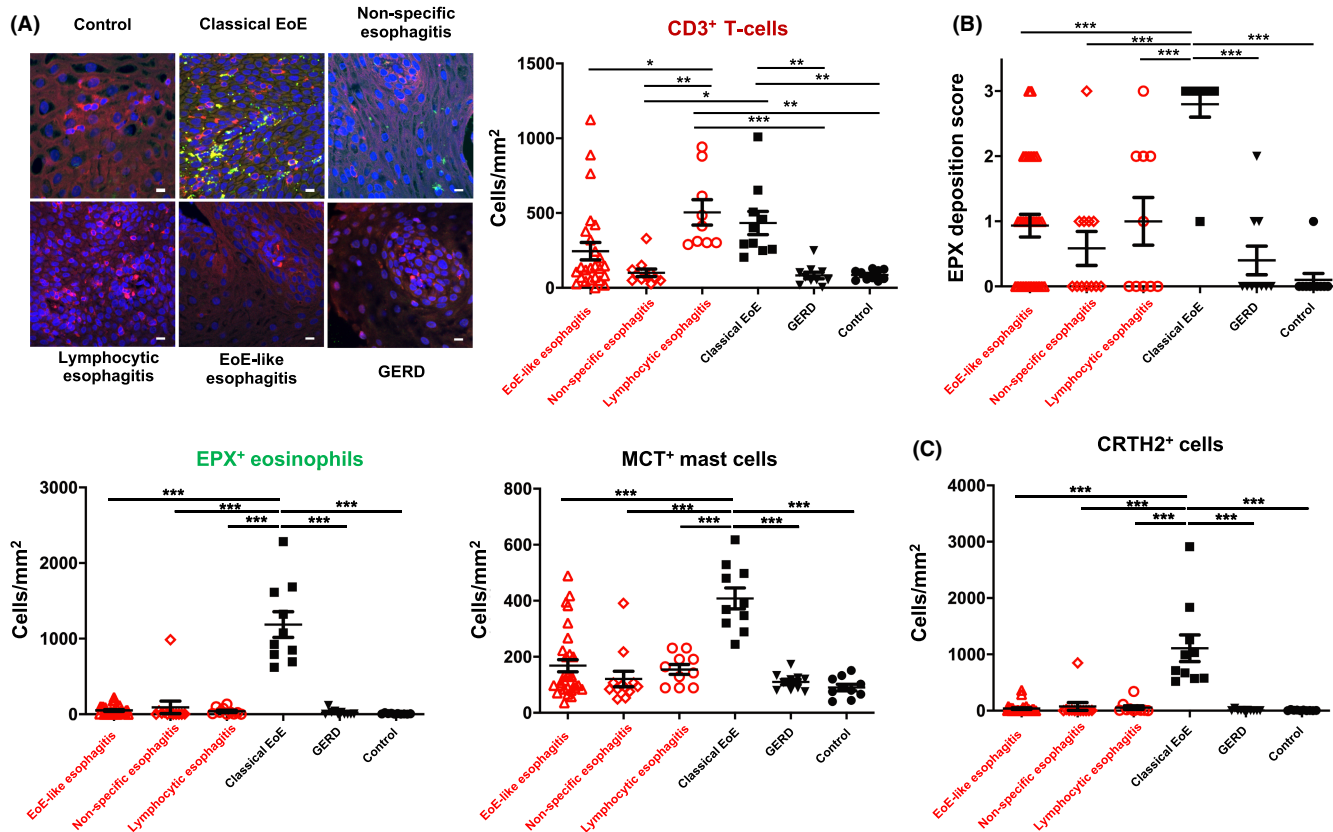 (A)
Control
Classical EoE
Non-specific
esophagitis
Lymphocytic
esophagitis
EoE-like
esophagitis
GERD
CD3+ T-cells
Cells/mm2
1500
1000
500
0
*
**
**
**
*
**
***
EoE-like esophagitis
Non-specific esophagitis
Lymphocytic esophagitis
Classical EoE
GERD
Control
(B)
EPX deposition score
3
2
1
0
***
***
***
***
***
EoE-like esophagitis
Non-specific esophagitis
Lymphocytic esophagitis
Classical EoE
GERD
Control
EPX+ eosinophils
Cells/mm2
3000
2000
1000
0
***
***
***
***
***
EoE-like esophagitis
Non-specific esophagitis
Lymphocytic esophagitis
Classical EoE
GERD
Control
MCT+ mast cells
Cells/mm2
800
600
400
200
0
***
***
***
***
***
EoE-like esophagitis
Non-specific esophagitis
Lymphocytic esophagitis
Classical EoE
GERD
Control
(C)
CRTH2+ cells
Cells/mm2
4000
3000
2000
1000
0
***
***
***
***
***
EoE-like esophagitis
Non-specific esophagitis
Lymphocytic esophagitis
Classical EoE
GERD
Control